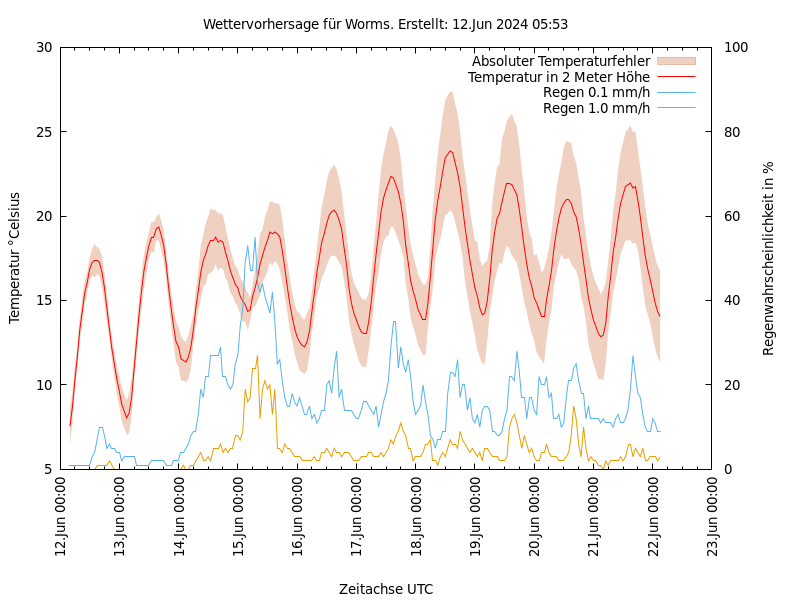 Wettervorhersage für Worms. Erstellt: 12.Jun 2024 05:53
Absoluter Temperaturfehler
Temperatur in 2 Meter Höhe
Regen 0.1 mm/h
Regen 1.0 mm/h
Temperatur °Celsius
30
25
20
15
10
5
100
80
60
40
20
0
Regenwahrscheinlichkeit in %
12.Jun 00:00
13.Jun 00:00
14.Jun 00:00
15.Jun 00:00
16.Jun 00:00
17.Jun 00:00
18.Jun 00:00
19.Jun 00:00
20.Jun 00:00
21.Jun 00:00
22.Jun 00:00
23.Jun 00:00
Zeitachse UTC